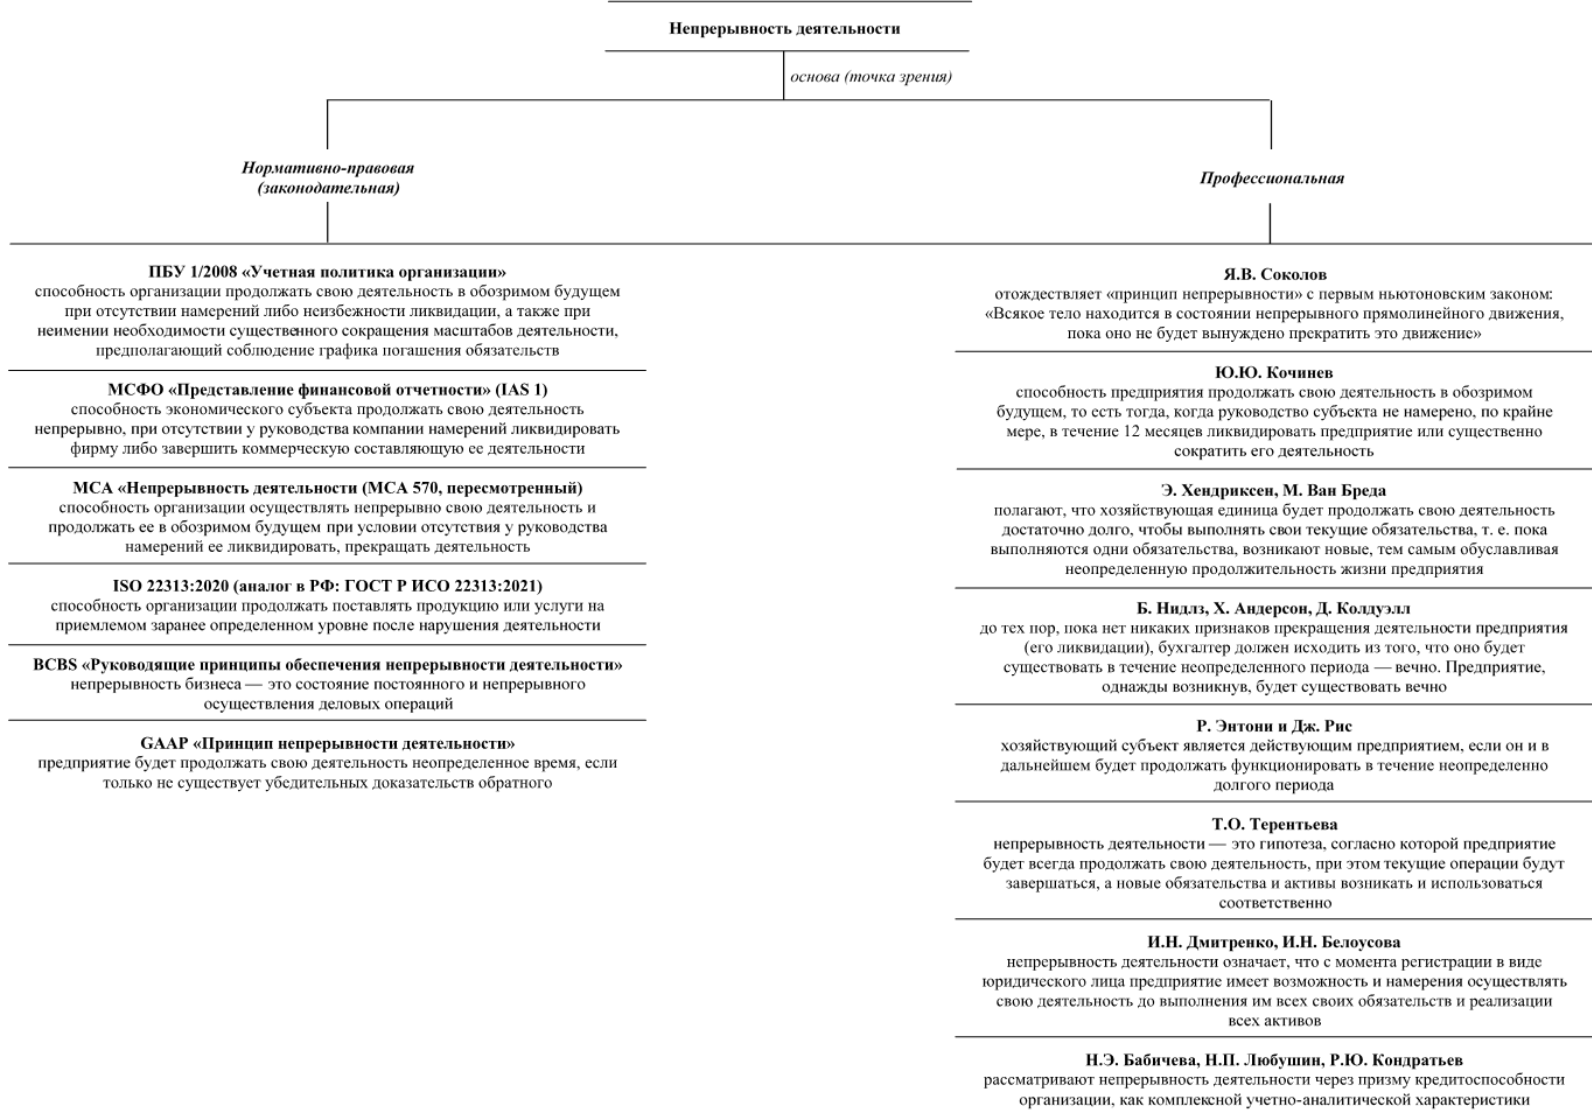 Непрерывность деятельности
основа (точка зрения)
Нормативно-правовая
(законодательная)
Профессиональная
ПБУ 1/2008 «Учетная политика организации»
способность организации продолжать свою деятельность в обозримом будущем
при отсутствии намерений либо неизбежности ликвидации, а также при
неимении необходимости существенного сокращения масштабов деятельности,
предполагающий соблюдение графика погашения обязательств
МСФО «Представление финансовой отчетности» (IAS 1)
способность экономического субъекта продолжать свою деятельность
непрерывно, при отсутствии у руководства компании намерений ликвидировать
фирму либо завершить коммерческую составляющую ее деятельности
МСА «Непрерывность деятельности (МСА 570, пересмотренный)
способность организации осуществлять непрерывно свою деятельность и
продолжать ее в обозримом будущем при условии отсутствия у руководства
намерений ее ликвидировать, прекращать деятельность
ISO 22313:2020 (аналог в РФ: ГОСТ Р ИСО 22313:2021)
способность организации продолжать поставлять продукцию или услуги на
приемлемом заранее определенном уровне после нарушения деятельности
BCBS «Руководящие принципы обеспечения непрерывности деятельности»
непрерывность бизнеса — это состояние постоянного и непрерывного
осуществления деловых операций
GAAP «Принцип непрерывности деятельности»
предприятие будет продолжать свою деятельность неопределенное время, если
только не существует убедительных доказательств обратного
Я.В. Соколов
отождествляет «принцип непрерывности» с первым ньютоновским законом:
«Всякое тело находится в состоянии непрерывного прямолинейного движения,
пока оно не будет вынуждено прекратить это движение»
Ю.Ю. Кочинев
способность предприятия продолжать свою деятельность в обозримом
будущем, то есть тогда, когда руководство субъекта не намерено, по крайне
мере, в течение 12 месяцев ликвидировать предприятие или существенно
сократить его деятельность
Э. Хендриксен, М. Ван Бреда
полагают, что хозяйствующая единица будет продолжать свою деятельность
достаточно долго, чтобы выполнять свои текущие обязательства, т. е. пока
выполняются одни обязательства, возникают новые, тем самым обуславливая
неопределенную продолжительность жизни предприятия
Б. Нидлз, Х. Андерсон, Д. Колдуэлл
до тех пор, пока нет никаких признаков прекращения деятельности предприятия
(его ликвидации), бухгалтер должен исходить из того, что оно будет
существовать в течение неопределенного периода — вечно. Предприятие,
однажды возникнув, будет существовать вечно
Р. Энтони и Дж. Рис
хозяйствующий субъект является действующим предприятием, если он и в
дальнейшем будет продолжать функционировать в течение неопределенно
долгого периода
Т.О. Терентьева
непрерывность деятельности — это гипотеза, согласно которой предприятие
будет всегда продолжать свою деятельность, при этом текущие операции будут
завершаться, а новые обязательства и активы возникать и использоваться
соответственно
И.Н. Дмитренко, И.Н. Белоусова
непрерывность деятельности означает, что с момента регистрации в виде
юридического лица предприятие имеет возможность и намерения осуществлять
свою деятельность до выполнения им всех своих обязательств и реализации
всех активов
Н.Э. Бабичева, Н.П. Любушин, Р.Ю. Кондратьев
рассматривают непрерывность деятельности через призму кредитоспособности
организации, как комплексной учетно-аналитической характеристики